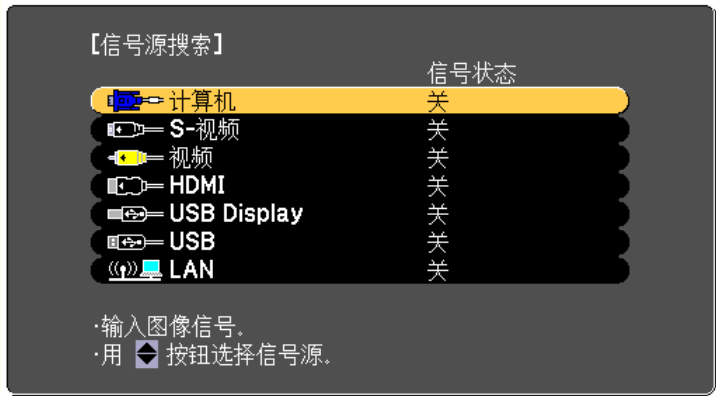 【信号源搜索】
信号状态
计算机 关
S-视频 关
视频 关
HDMI 关
USB Display 关
USB 关
LAN 关
·输入图像信号。
·用 按钮选择信号源。